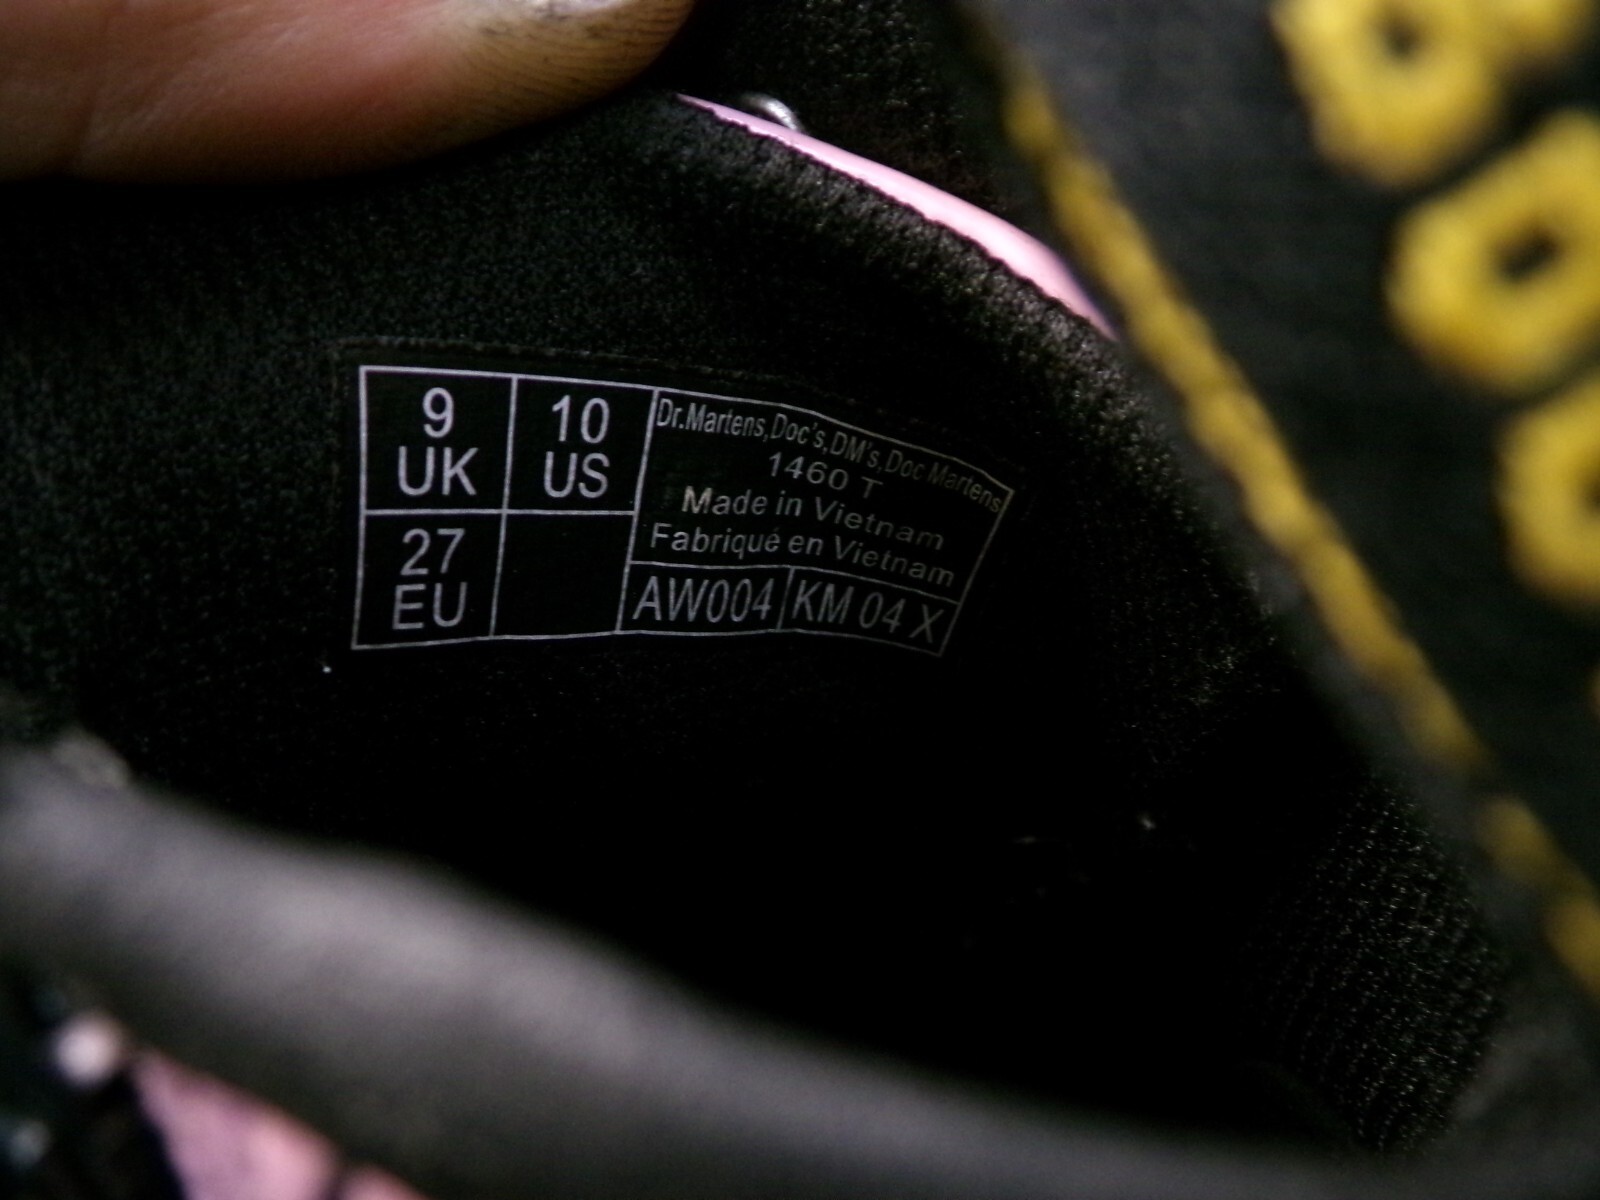 9
UK
10
US
27
EU
Dr.Martens,Doc's,DM's,Doc Martens
1460 T
Made in Vietnam
Fabriqué en Vietnam
AW004
KM 04 X